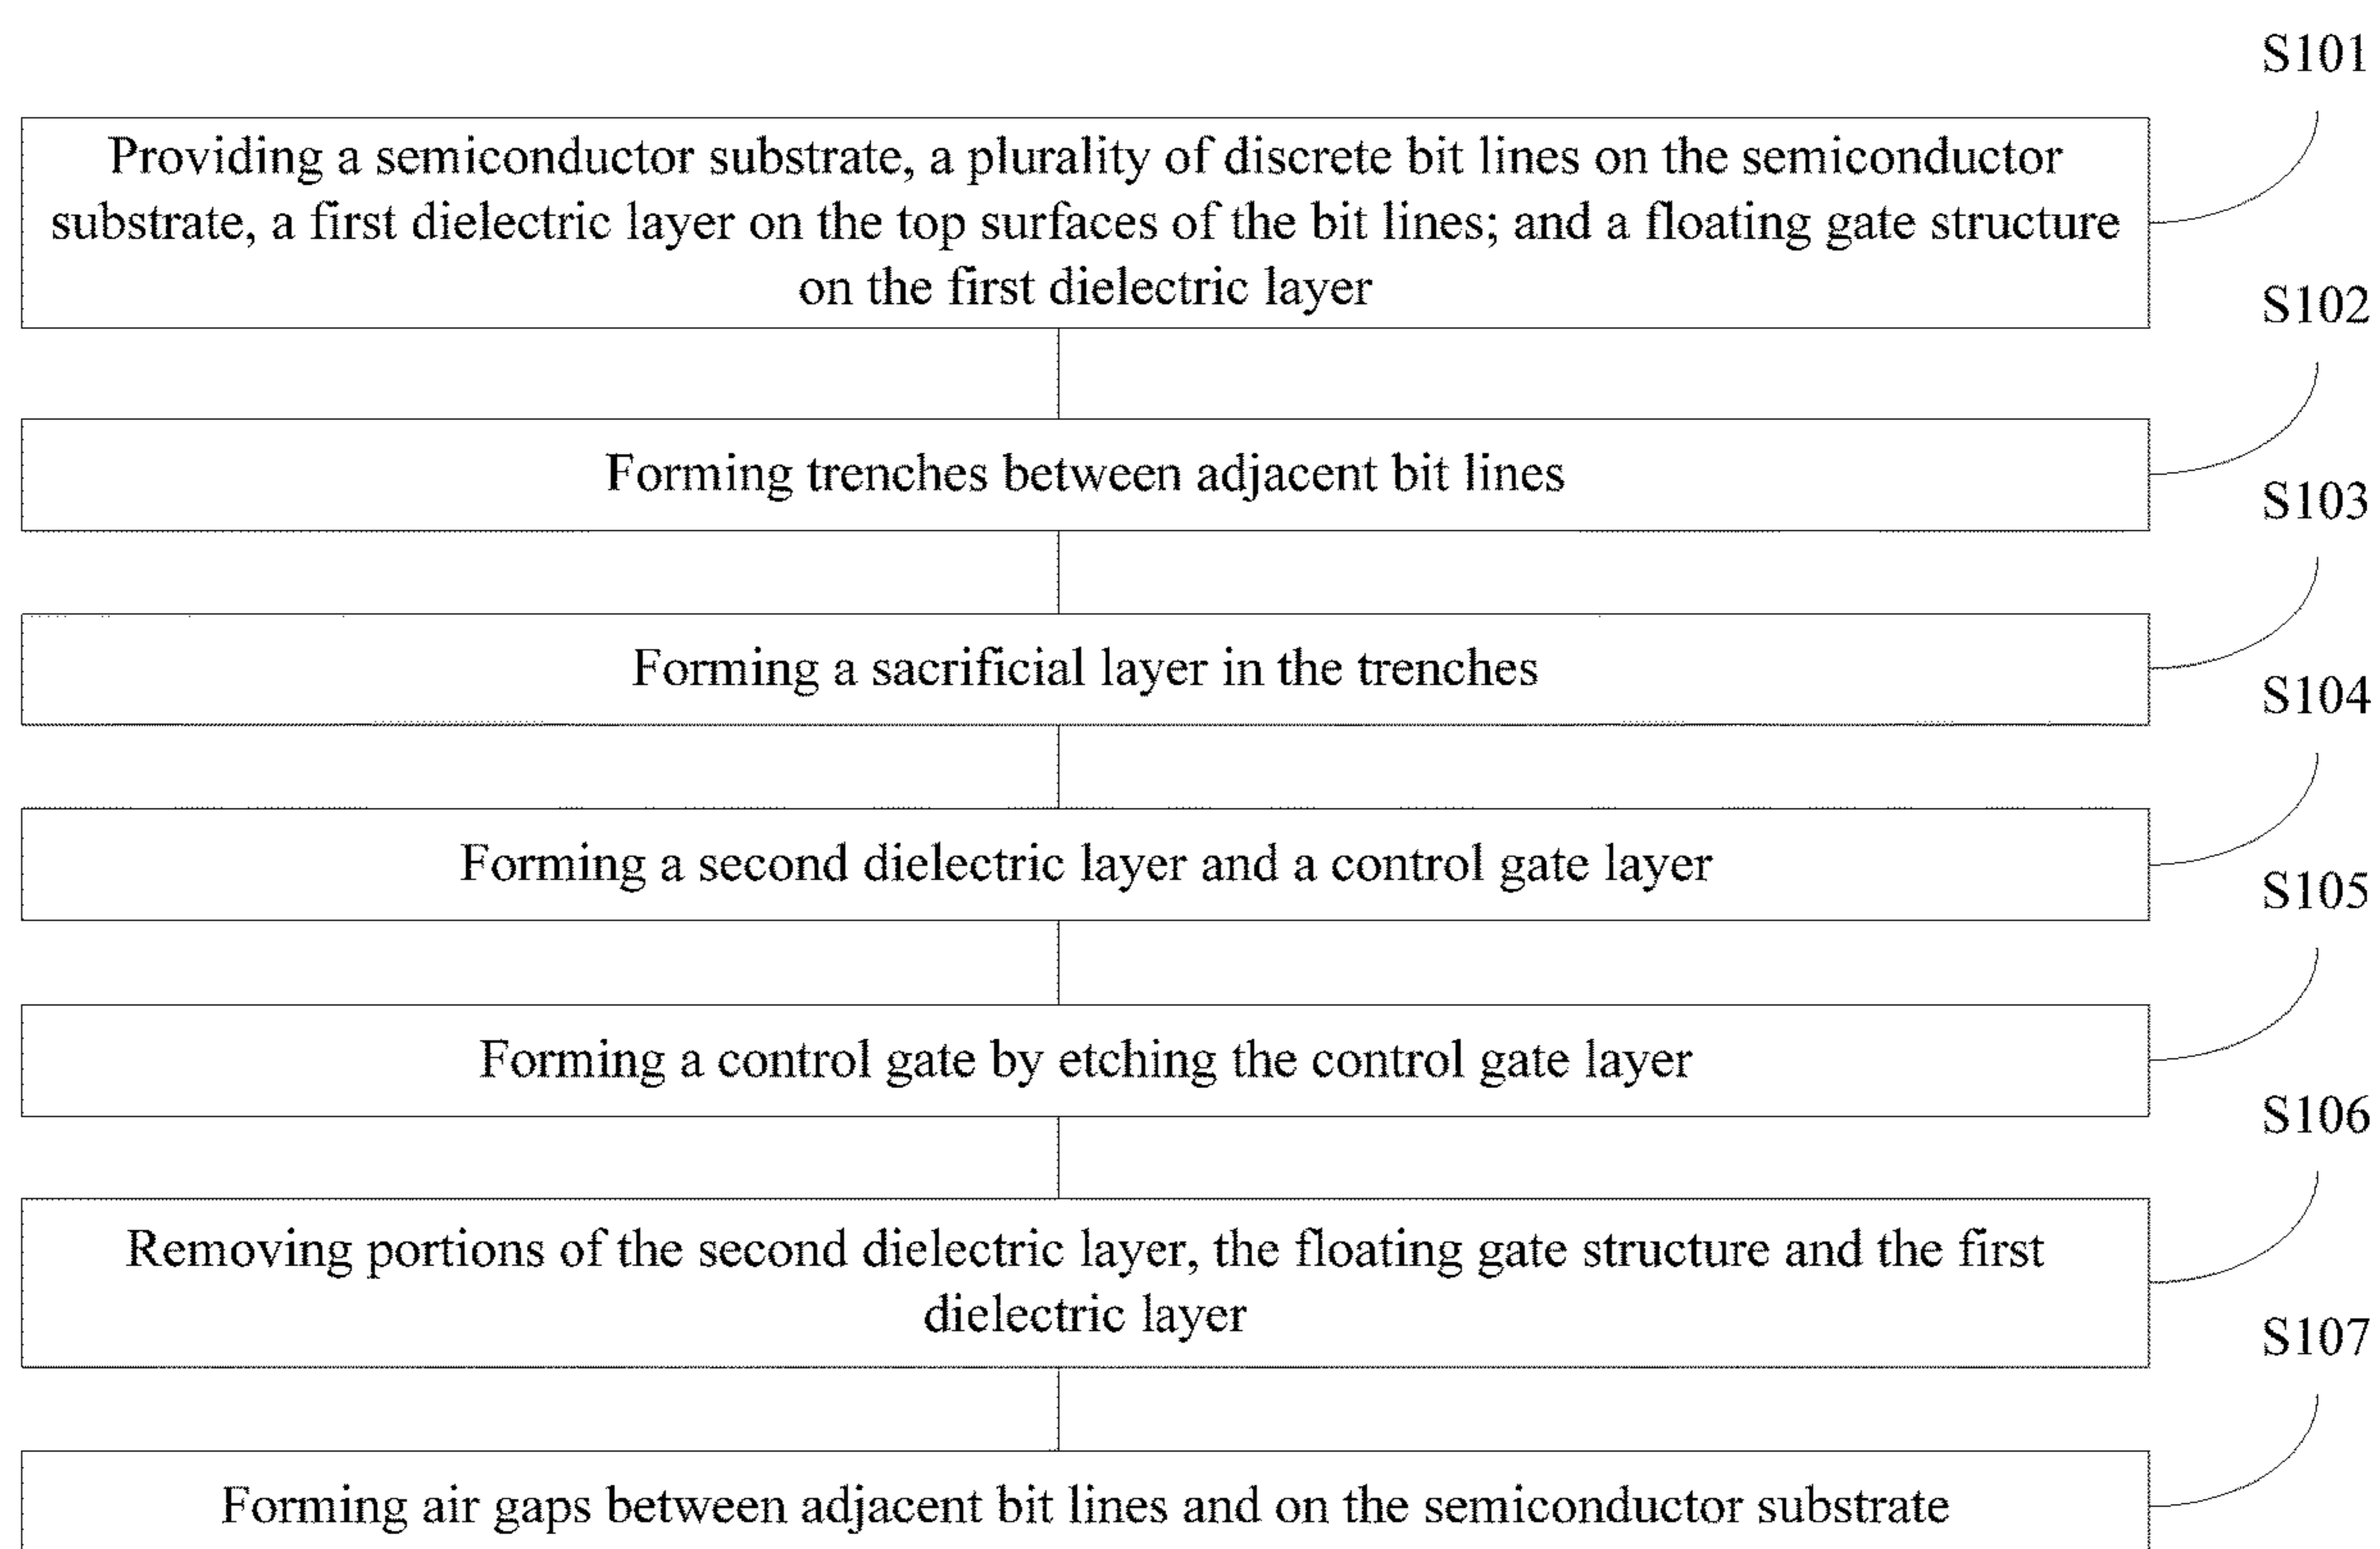 S101
Providing a semiconductor substrate, a plurality of discrete bit lines on the semiconductor
substrate, a first dielectric layer on the top surfaces of the bit lines; and a floating gate structure
on the first dielectric layer
S102
Forming trenches between adjacent bit lines
S103
Forming a sacrificial layer in the trenches
S104
Forming a second dielectric layer and a control gate layer
S105
Forming a control gate by etching the control gate layer
S106
Removing portions of the second dielectric layer, the floating gate structure and the first
dielectric layer
S107
Forming air gaps between adjacent bit lines and on the semiconductor substrate